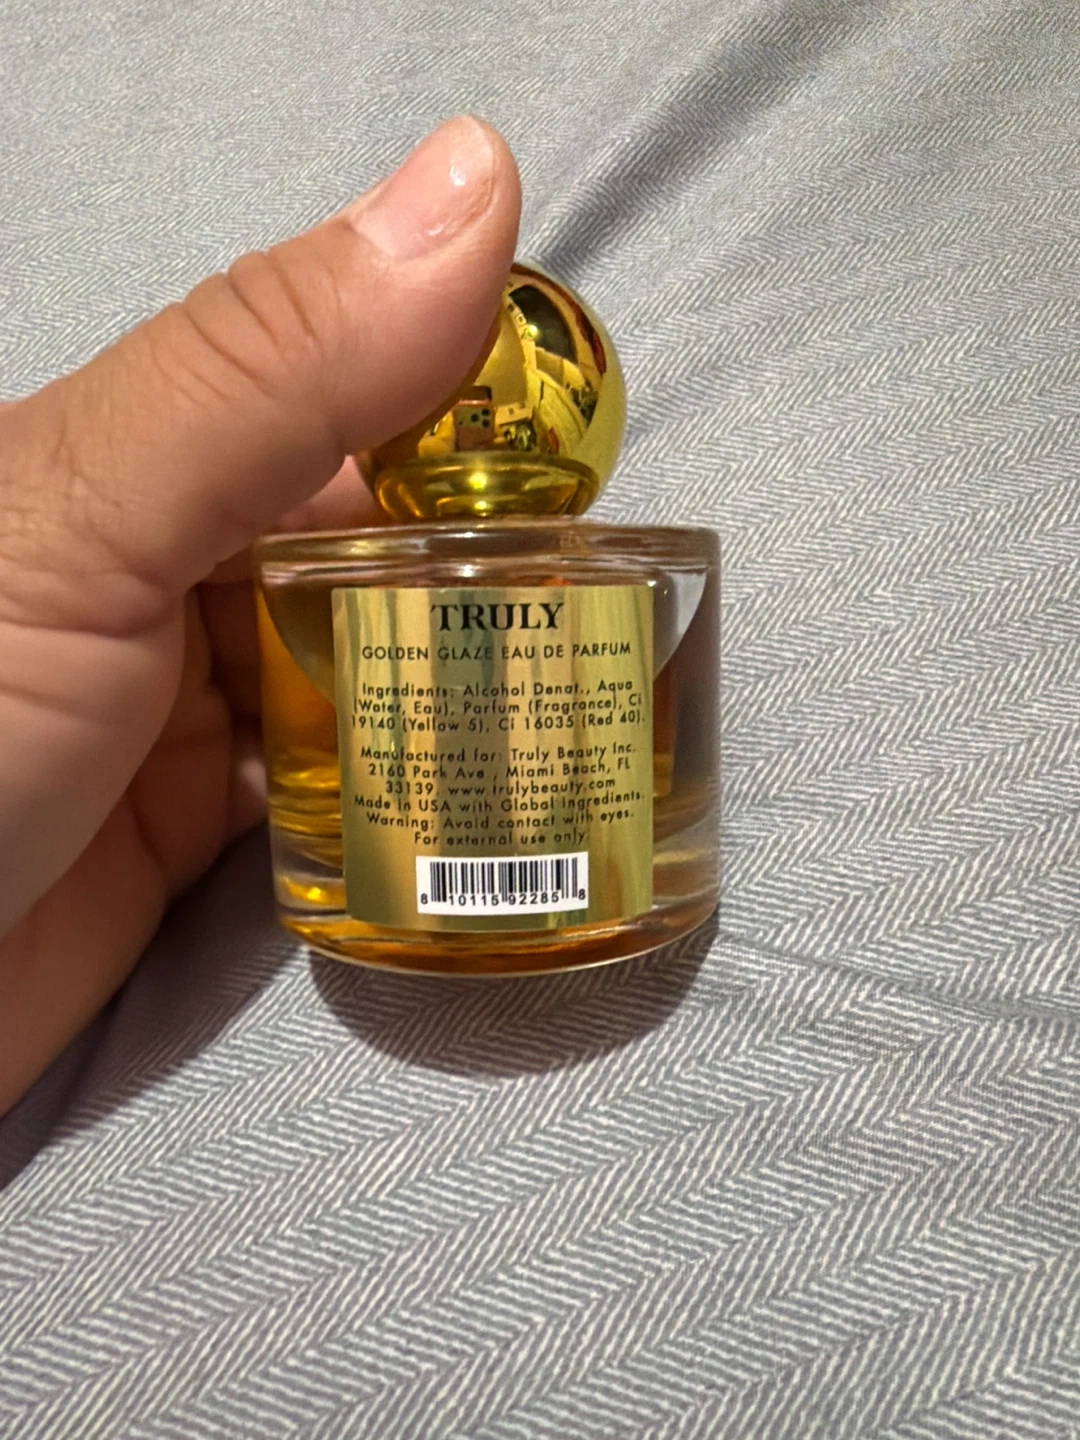 TRULY
GOLDEN GLAZE EAU DE PARFUM
Ingredients: Alcohol Denat., Aqua
(Water, Eau), Parfum (Fragrance), Ci
19140 (Yellow 5), Ci 16035 (Red 40).
Manufactured for: Truly Beauty Inc.
2160 Park Ave , Miami Beach, FL
33139. www.trulybeauty.com
Made in USA with Global Ingredients.
Warning: Avoid contact with eyes.
For external use only.
8 10115 92285 8